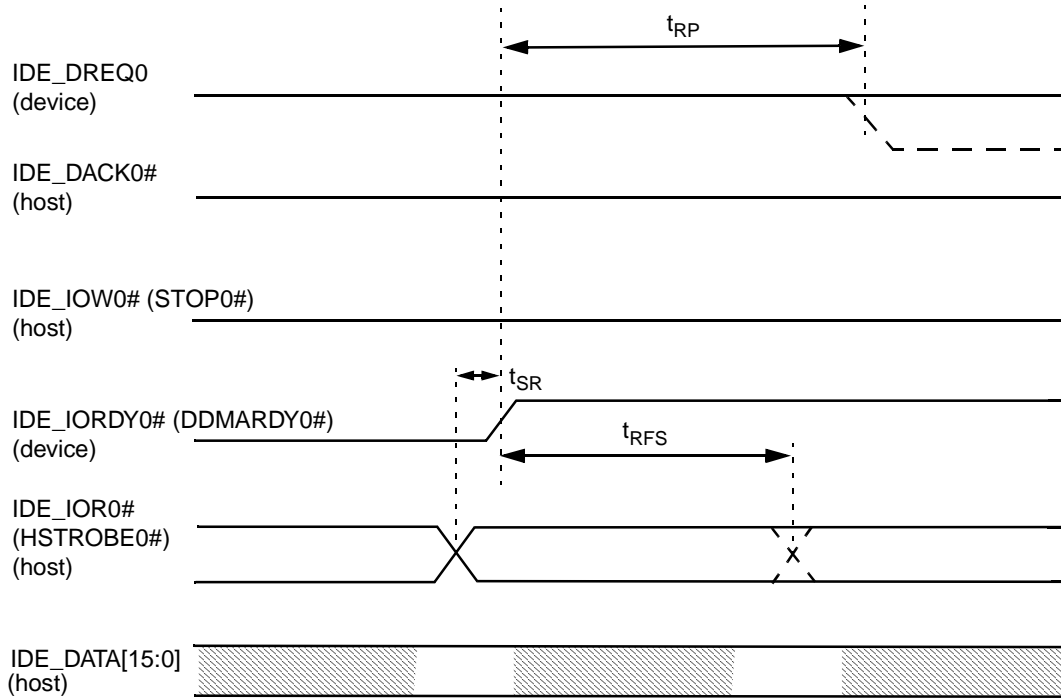 tRP
IDE_DREQ0
(device)
IDE_DACK0#
(host)
IDE_IOW0# (STOP0#)
(host)
tSR
IDE_IORDY0# (DDMARDY0#)
(device)
tRFS
IDE_IOR0#
(HSTROBE0#)
(host)
IDE_DATA[15:0]
(host)